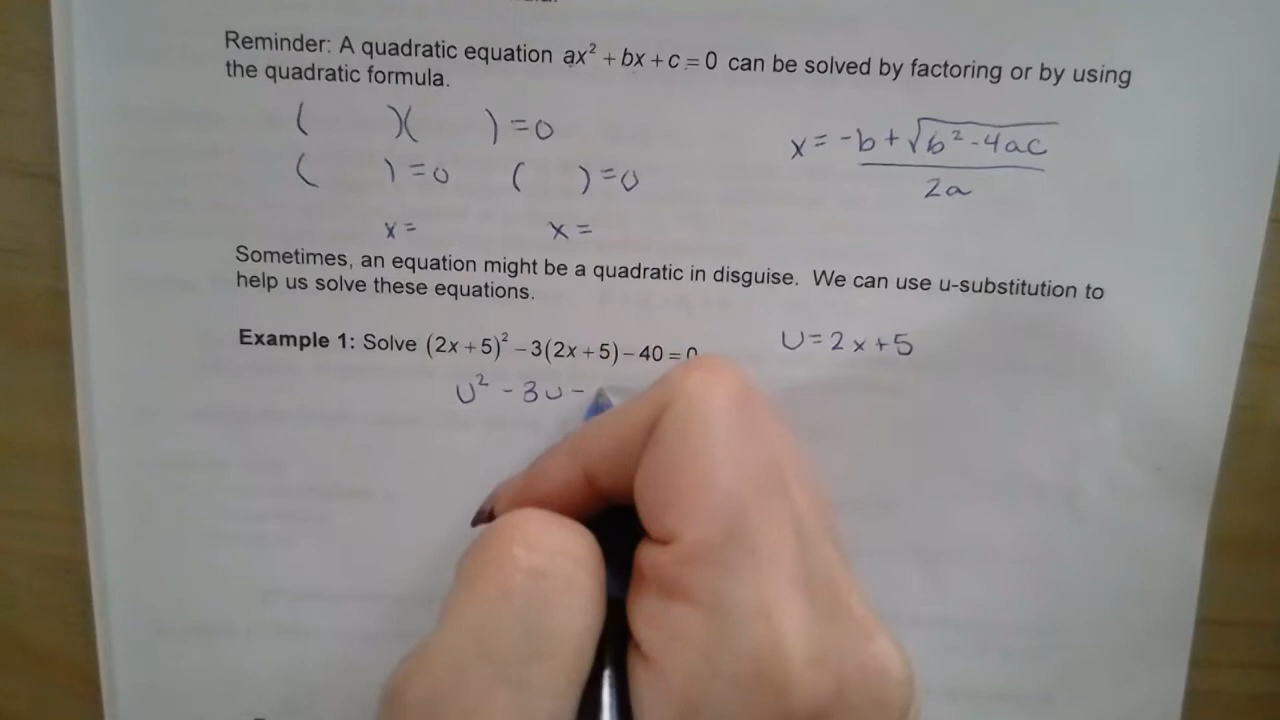 Reminder: A quadratic equation ax² + bx + c = 0 can be solved by factoring or by using
the quadratic formula.
( )( ) = 0
( ) = 0 ( ) = 0
x = x =
x = -b + √b² - 4ac
2a
Sometimes, an equation might be a quadratic in disguise. We can use u-substitution to
help us solve these equations.
Example 1: Solve (2x + 5)² - 3(2x + 5) - 40 = 0
U = 2x + 5
U² - 3U -